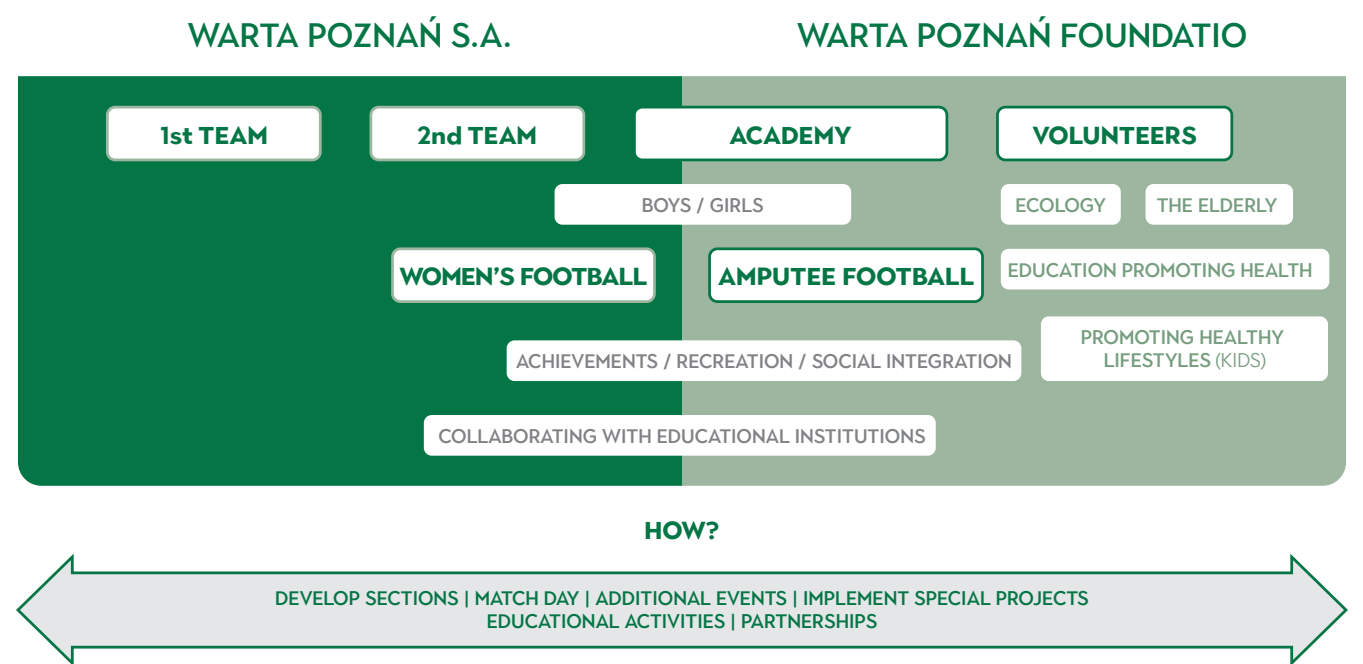 WARTA POZNAŃ S.A.
WARTA POZNAŃ FOUNDATIO
1st TEAM
2nd TEAM
ACADEMY
VOLUNTEERS
BOYS / GIRLS
ECOLOGY
THE ELDERLY
WOMEN'S FOOTBALL
AMPUTEE FOOTBALL
EDUCATION PROMOTING HEALTH
ACHIEVEMENTS / RECREATION / SOCIAL INTEGRATION
PROMOTING HEALTHY
LIFESTYLES (KIDS)
COLLABORATING WITH EDUCATIONAL INSTITUTIONS
HOW?
DEVELOP SECTIONS | MATCH DAY | ADDITIONAL EVENTS | IMPLEMENT SPECIAL PROJECTS
EDUCATIONAL ACTIVITIES | PARTNERSHIPS